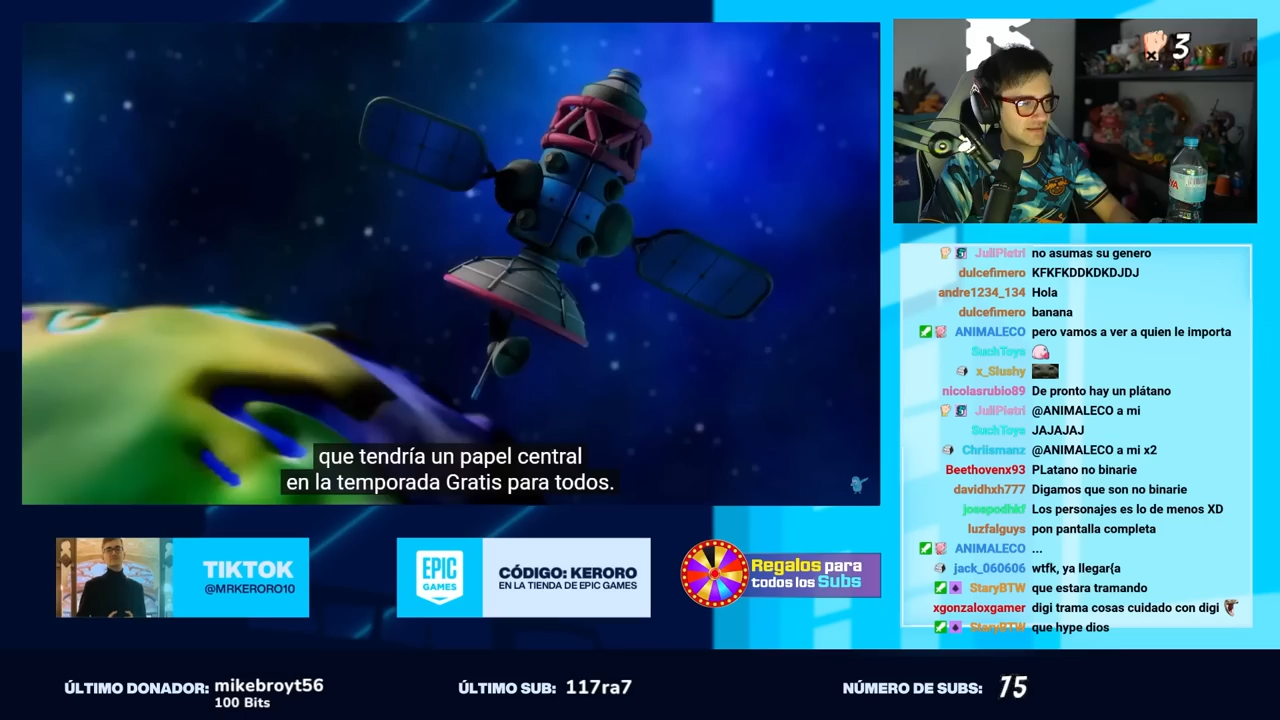 3
que tendría un papel central
en la temporada Gratis para todos.
JuliPietri no asumas su genero
dulcefimero KFKFKDDKDKDJDJ
andre1234_134 Hola
dulcefimero banana
ANIMALECO pero vamos a ver a quien le importa
SuchToys
x_Slushy
nicolasrubio89 De pronto hay un plátano
JuliPietri @ANIMALECO a mi
SuchToys JAJAJAJ
Chriismanz @ANIMALECO a mi x2
Beethovenx93 PLatano no binarie
davidhxh777 Digamos que son no binarie
Los personajes es lo de menos XD
luzfalguys pon pantalla completa
ANIMALECO ...
jack_060606 wtfk, ya llegar{a
StaryBTW que estara tramando
xgonzaloxgamer digi trama cosas cuidado con digi
StaryBTW que hype dios
TIKTOK
@MRKERORO10
EPIC
GAMES
CÓDIGO: KERORO
EN LA TIENDA DE EPIC GAMES
Regalos para
todos los Subs
ÚLTIMO DONADOR: mikebroyt56
100 Bits
ÚLTIMO SUB: 117ra7
NÚMERO DE SUBS: 75